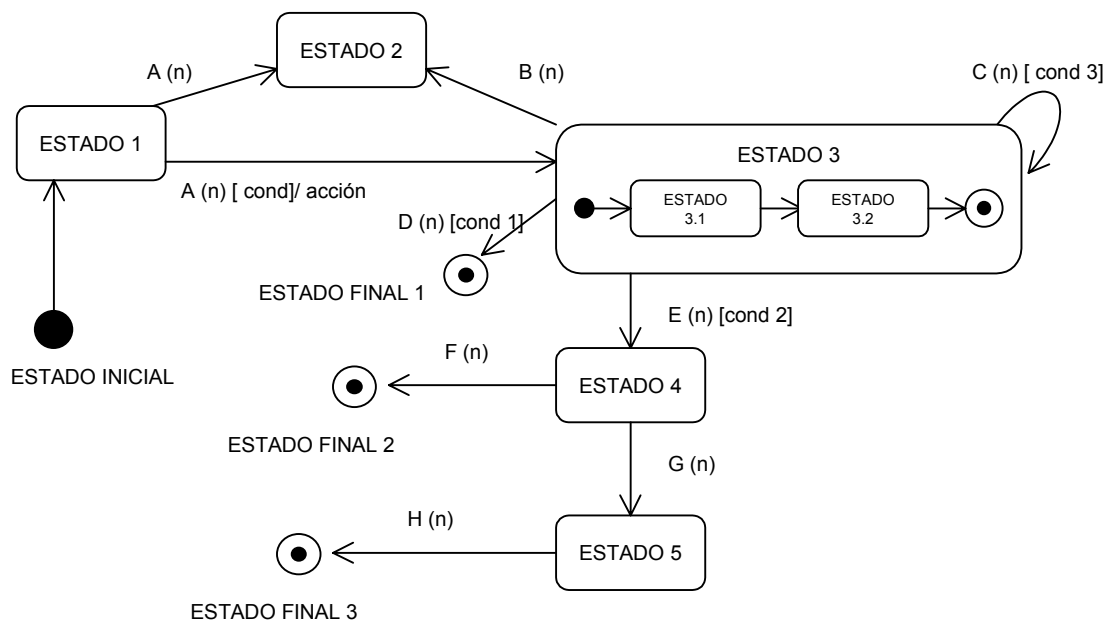 ESTADO 2
A (n)
B (n)
C (n) [ cond 3]
ESTADO 1
ESTADO 3
A (n) [ cond]/ acción
ESTADO
3.1
ESTADO
3.2
D (n) [cond 1]
ESTADO FINAL 1
E (n) [cond 2]
ESTADO INICIAL
F (n)
ESTADO 4
ESTADO FINAL 2
G (n)
H (n)
ESTADO 5
ESTADO FINAL 3